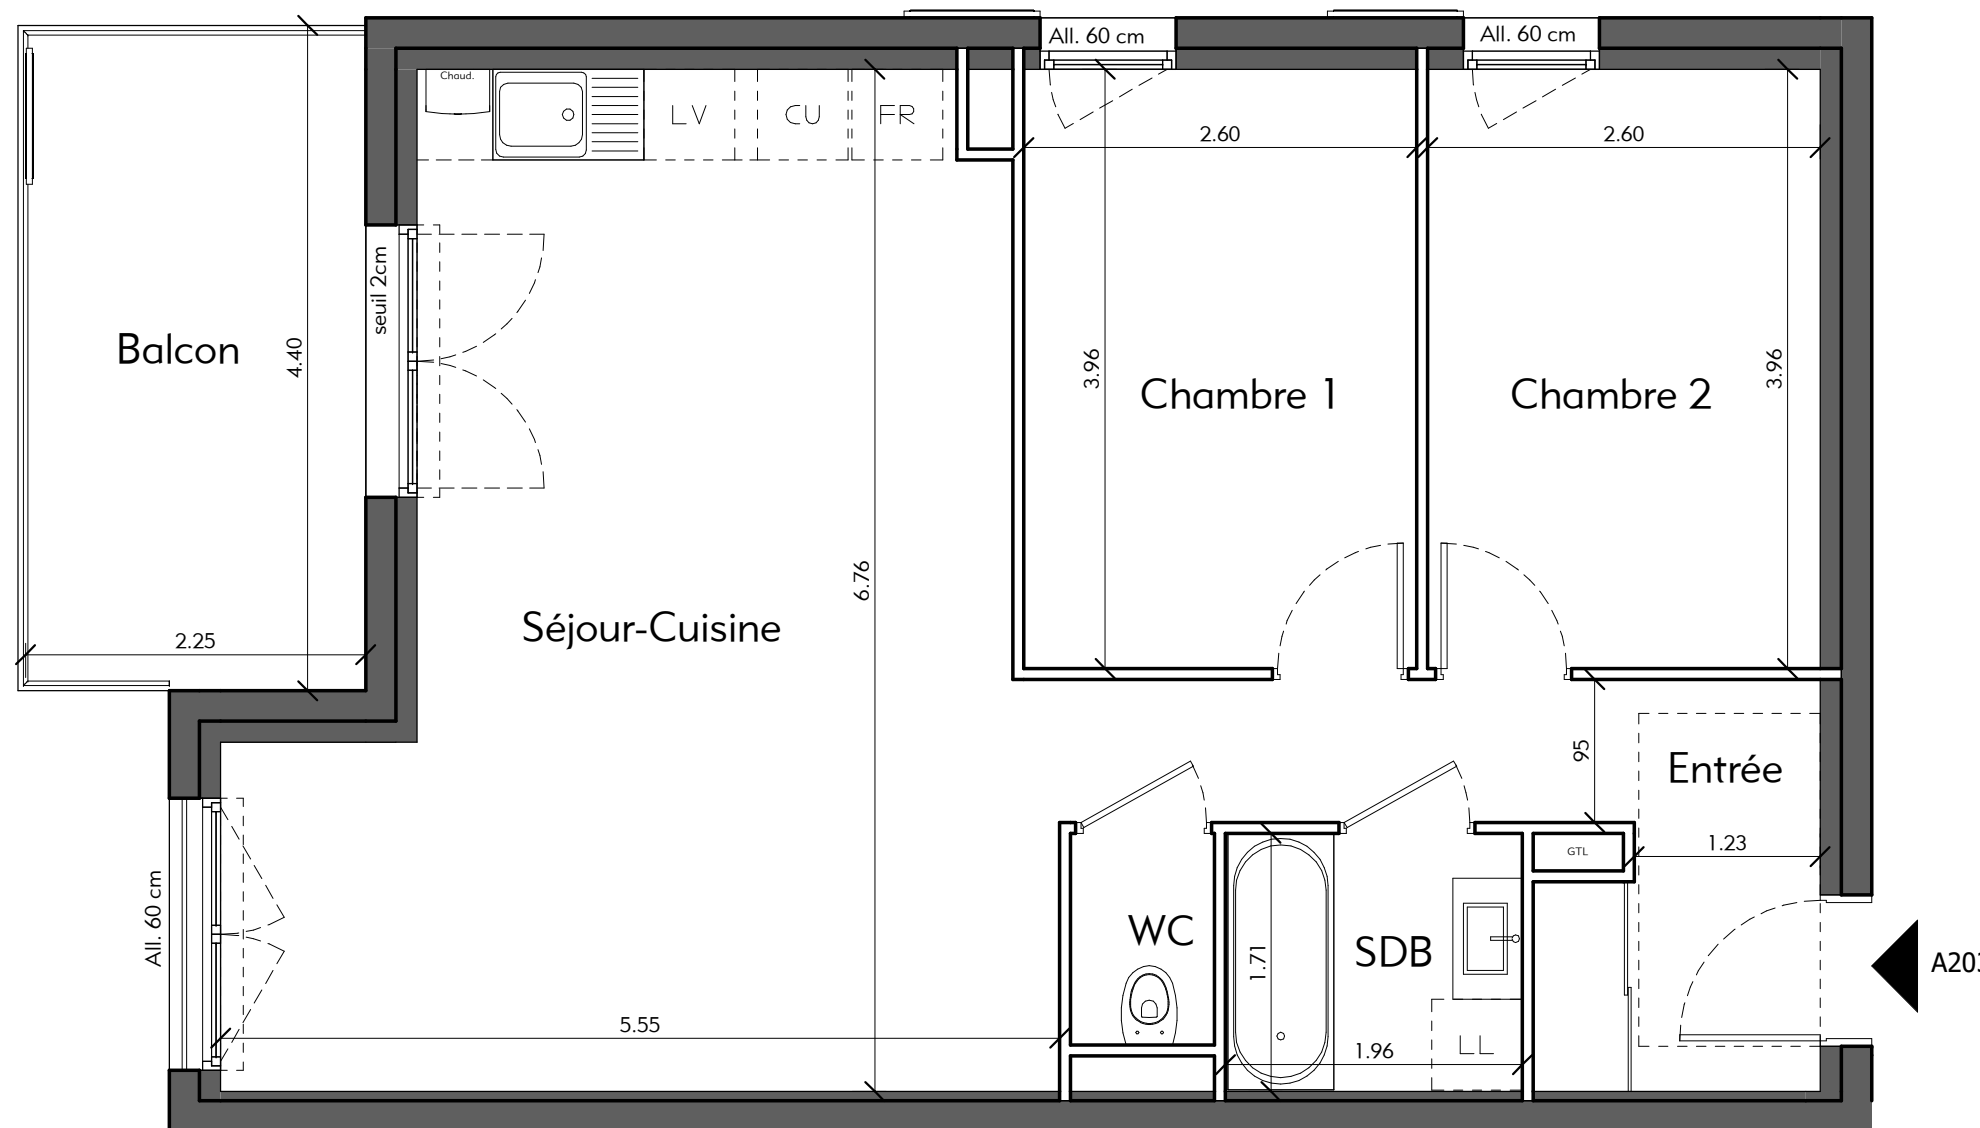 All. 60 cm
All. 60 cm
Chaud.
LV
CU
FR
2.60
2.60
seuil 2cm
Balcon
4.40
3.96
Chambre 1
Chambre 2
3.96
6.76
Séjour-Cuisine
2.25
95
Entrée
1.23
GTL
All. 60 cm
WC
SDB
1.71
A203
5.55
1.96
LL